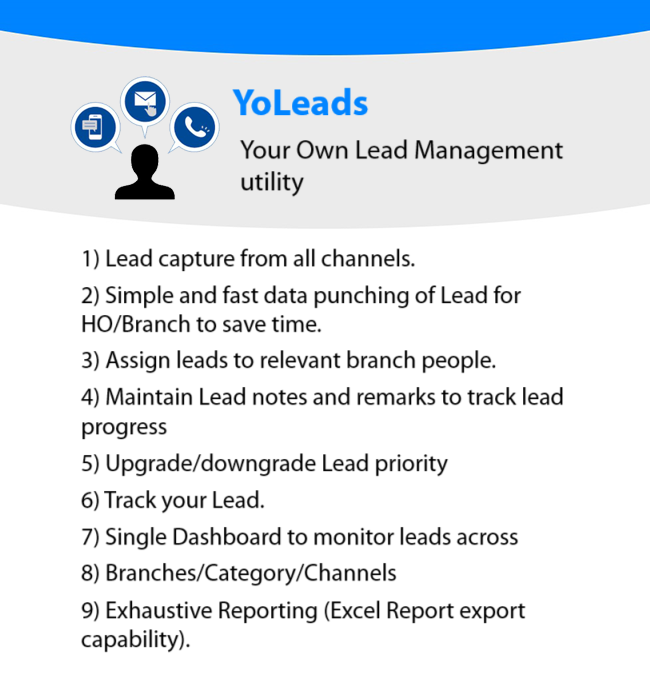 YoLeads
Your Own Lead Management
utility
1) Lead capture from all channels.
2) Simple and fast data punching of Lead for
HO/Branch to save time.
3) Assign leads to relevant branch people.
4) Maintain Lead notes and remarks to track lead
progress
5) Upgrade/downgrade Lead priority
6) Track your Lead.
7) Single Dashboard to monitor leads across
8) Branches/Category/Channels
9) Exhaustive Reporting (Excel Report export
capability).